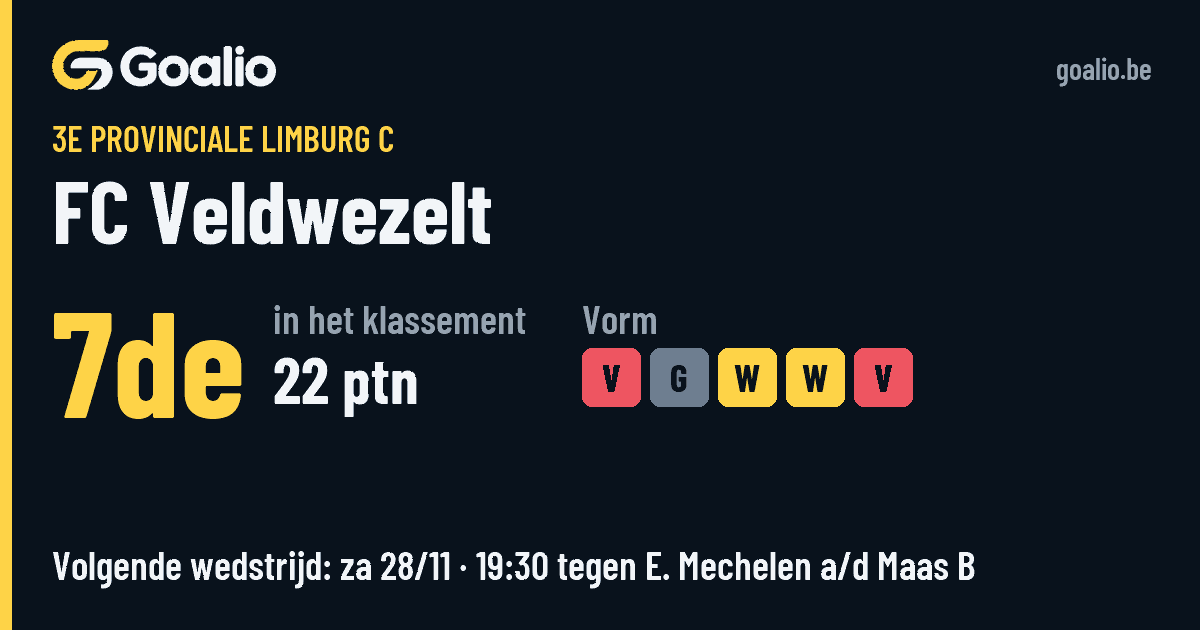 Goalio
goalio.be
3E PROVINCIALE LIMBURG C
FC Veldwezelt
7de
in het klassement
22 ptn
Vorm
V G W W V
Volgende wedstrijd: za 28/11 · 19:30 tegen E. Mechelen a/d Maas B